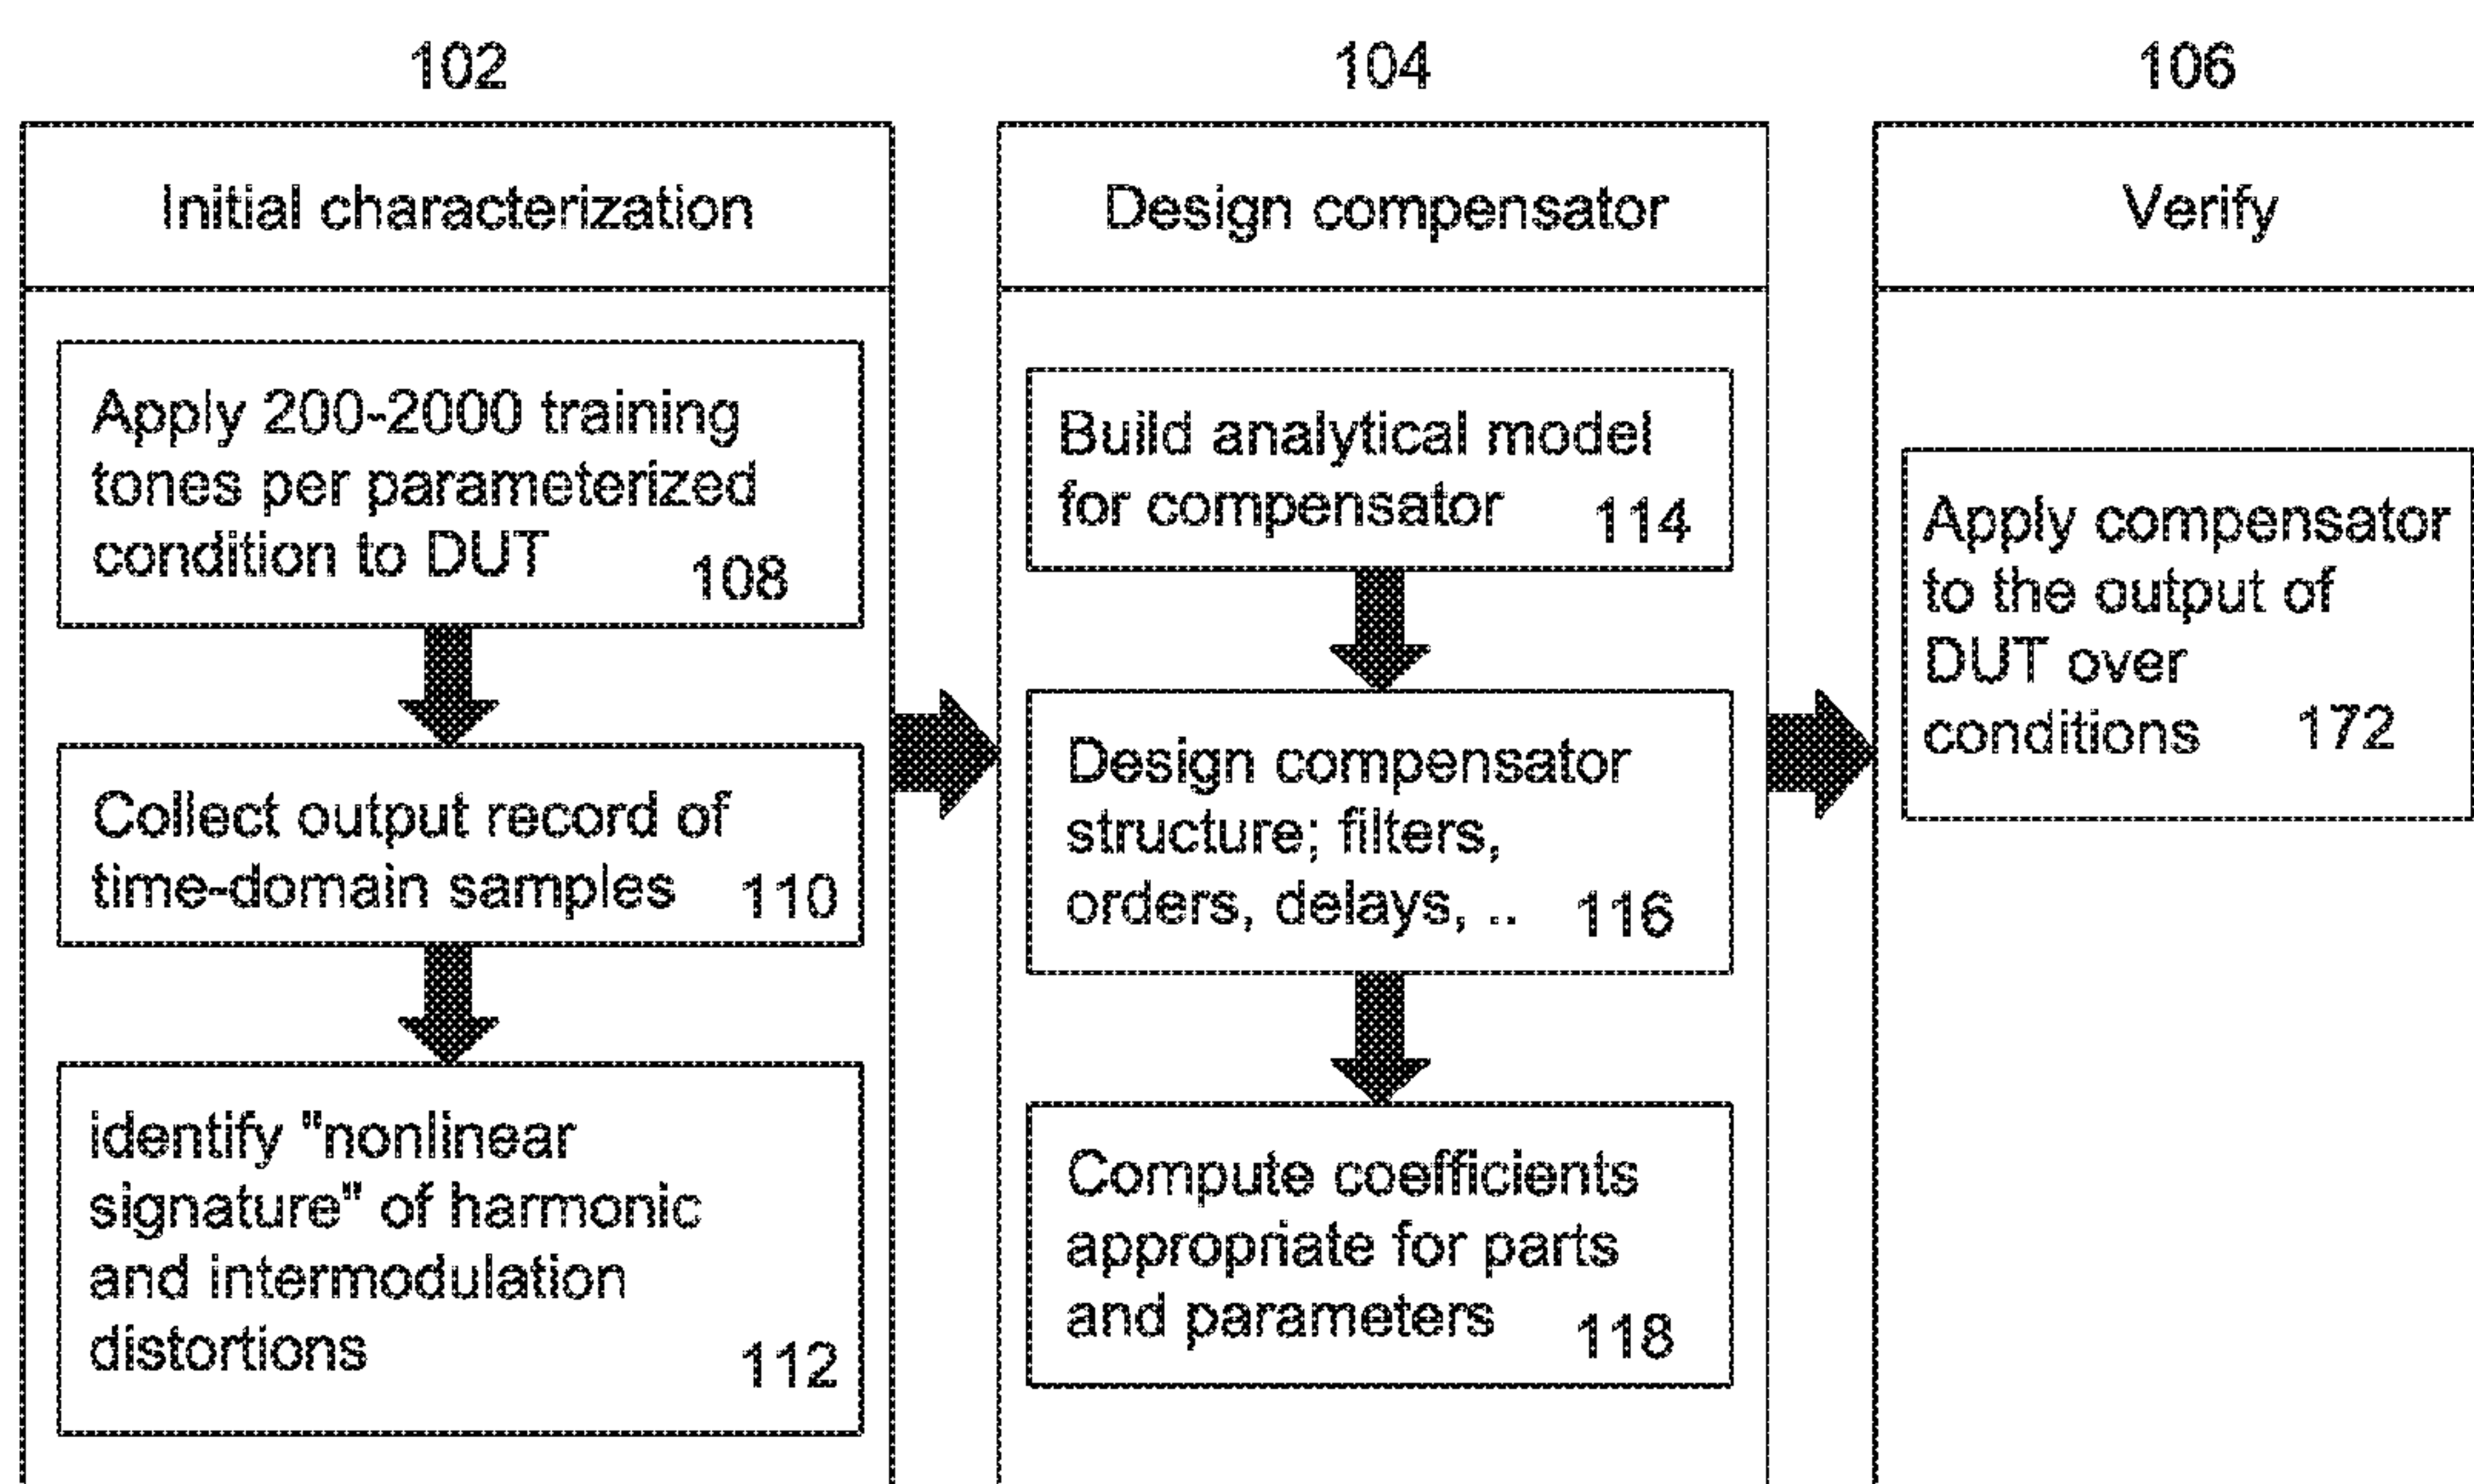 102
Initial characterization
Apply 200-2000 training
tones per parameterized
condition to DUT
108
Collect output record of
time-domain samples 110
identify "nonlinear
signature" of harmonic
and intermodulation
distortions
112
104
Design compensator
Build analytical model
for compensator 114
Design compensator
structure; filters,
orders, delays, .. 116
Compute coefficients
appropriate for parts
and parameters 118
106
Verify
Apply compensator
to the output of
DUT over
conditions 172